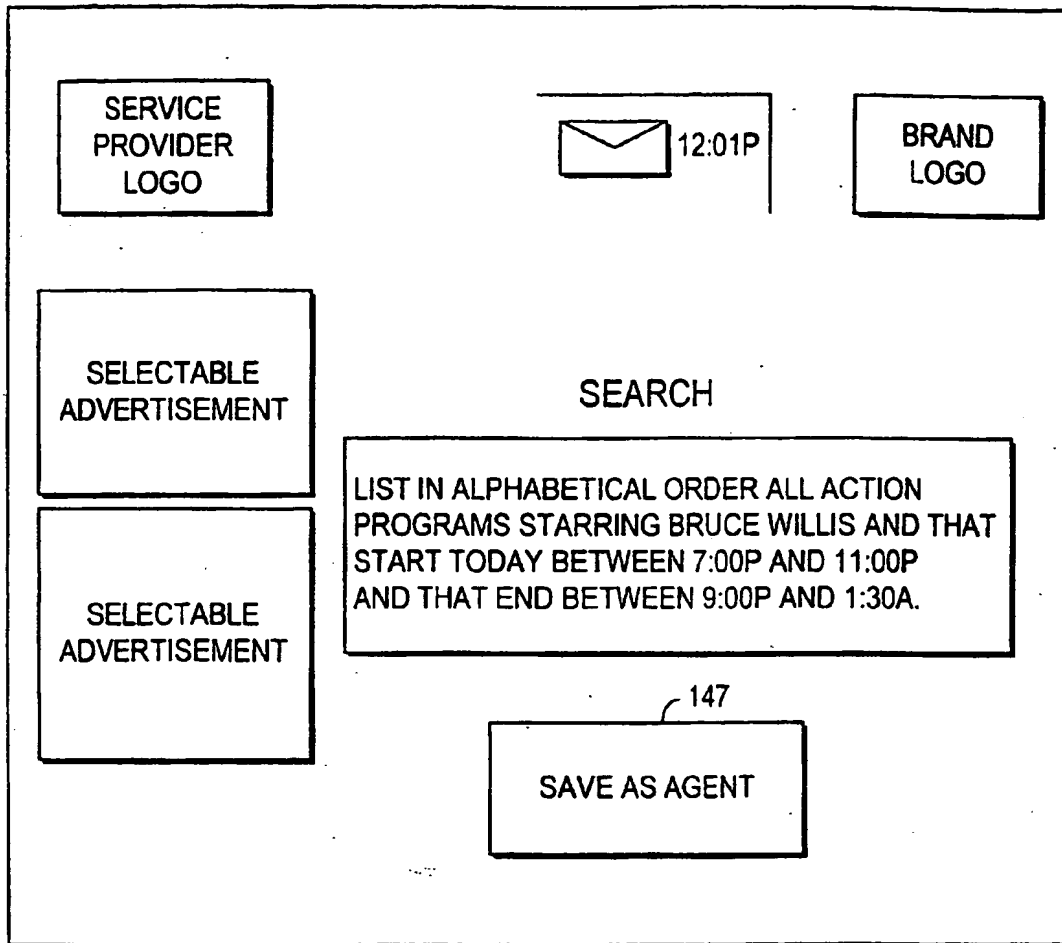 SERVICE
PROVIDER
LOGO
12:01P
BRAND
LOGO
SELECTABLE
ADVERTISEMENT
SELECTABLE
ADVERTISEMENT
SEARCH
LIST IN ALPHABETICAL ORDER ALL ACTION
PROGRAMS STARRING BRUCE WILLIS AND THAT
START TODAY BETWEEN 7:00P AND 11:00P
AND THAT END BETWEEN 9:00P AND 1:30A.
147
SAVE AS AGENT